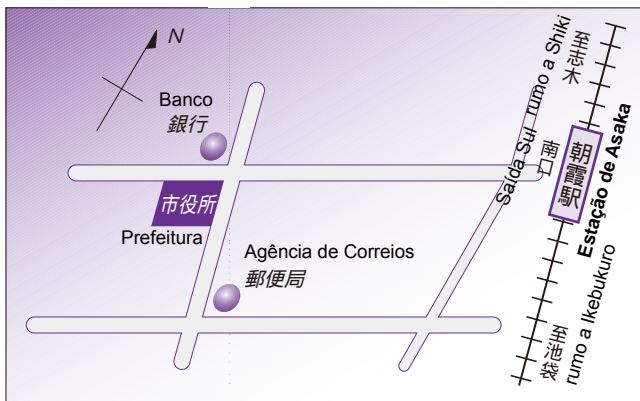 N
Banco
銀行
市役所
Prefeitura
Agência de Correios
郵便局
Saída Sul
南口
rumo a Shiki
至志木
朝霞駅
Estação de Asaka
至池袋
rumo a Ikebukuro